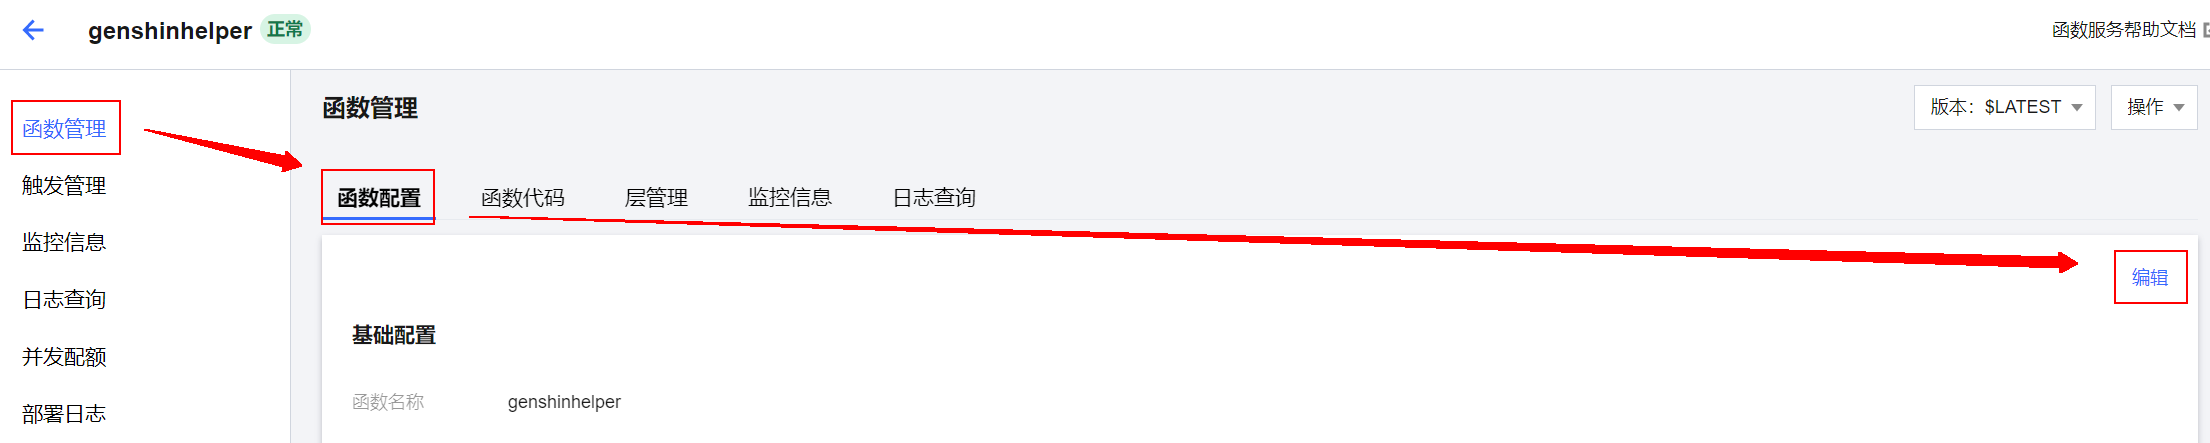 genshinhelper 正常
函数服务帮助文档
函数管理
触发管理
监控信息
日志查询
并发配额
部署日志
函数管理
版本：$LATEST
操作
函数配置 函数代码 层管理 监控信息 日志查询
编辑
基础配置
函数名称 genshinhelper